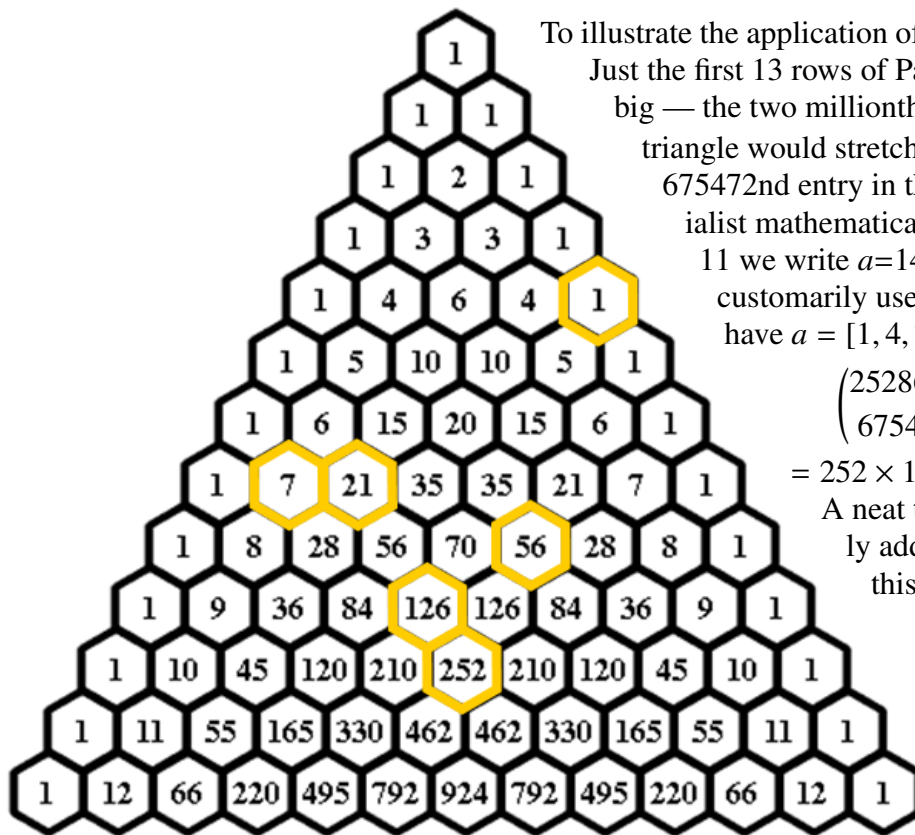 To illustrate the application of
Just the first 13 rows of Pa
big — the two millionth
triangle would stretch
675472nd entry in th
ialist mathematica
11 we write a=14
customarily use
have a = [1, 4,
(25286
6754
= 252 × 1
A neat t
ly add
this
1
1 1
1 2 1
1 3 3 1
1 4 6 4 1
1 5 10 10 5 1
1 6 15 20 15 6 1
1 7 21 35 35 21 7 1
1 8 28 56 70 56 28 8 1
1 9 36 84 126 126 84 36 9 1
1 10 45 120 210 252 210 120 45 10 1
1 11 55 165 330 462 462 330 165 55 11 1
1 12 66 220 495 792 924 792 495 220 66 12 1